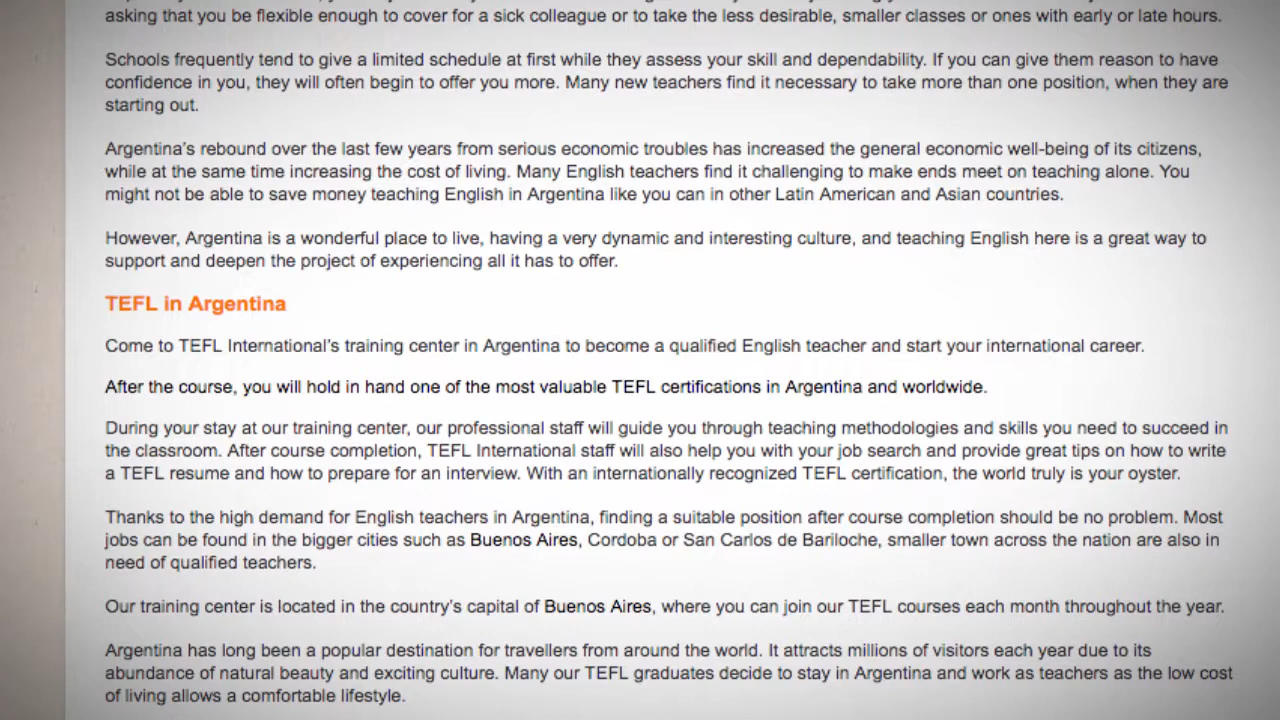 asking that you be flexible enough to cover for a sick colleague or to take the less desirable, smaller classes or ones with early or late hours.
Schools frequently tend to give a limited schedule at first while they assess your skill and dependability. If you can give them reason to have
confidence in you, they will often begin to offer you more. Many new teachers find it necessary to take more than one position, when they are
starting out.
Argentina's rebound over the last few years from serious economic troubles has increased the general economic well-being of its citizens,
while at the same time increasing the cost of living. Many English teachers find it challenging to make ends meet on teaching alone. You
might not be able to save money teaching English in Argentina like you can in other Latin American and Asian countries.
However, Argentina is a wonderful place to live, having a very dynamic and interesting culture, and teaching English here is a great way to
support and deepen the project of experiencing all it has to offer.
TEFL in Argentina
Come to TEFL International's training center in Argentina to become a qualified English teacher and start your international career.
After the course, you will hold in hand one of the most valuable TEFL certifications in Argentina and worldwide.
During your stay at our training center, our professional staff will guide you through teaching methodologies and skills you need to succeed in
the classroom. After course completion, TEFL International staff will also help you with your job search and provide great tips on how to write
a TEFL resume and how to prepare for an interview. With an internationally recognized TEFL certification, the world truly is your oyster.
Thanks to the high demand for English teachers in Argentina, finding a suitable position after course completion should be no problem. Most
jobs can be found in the bigger cities such as Buenos Aires, Cordoba or San Carlos de Bariloche, smaller town across the nation are also in
need of qualified teachers.
Our training center is located in the country's capital of Buenos Aires, where you can join our TEFL courses each month throughout the year.
Argentina has long been a popular destination for travellers from around the world. It attracts millions of visitors each year due to its
abundance of natural beauty and exciting culture. Many our TEFL graduates decide to stay in Argentina and work as teachers as the low cost
of living allows a comfortable lifestyle.